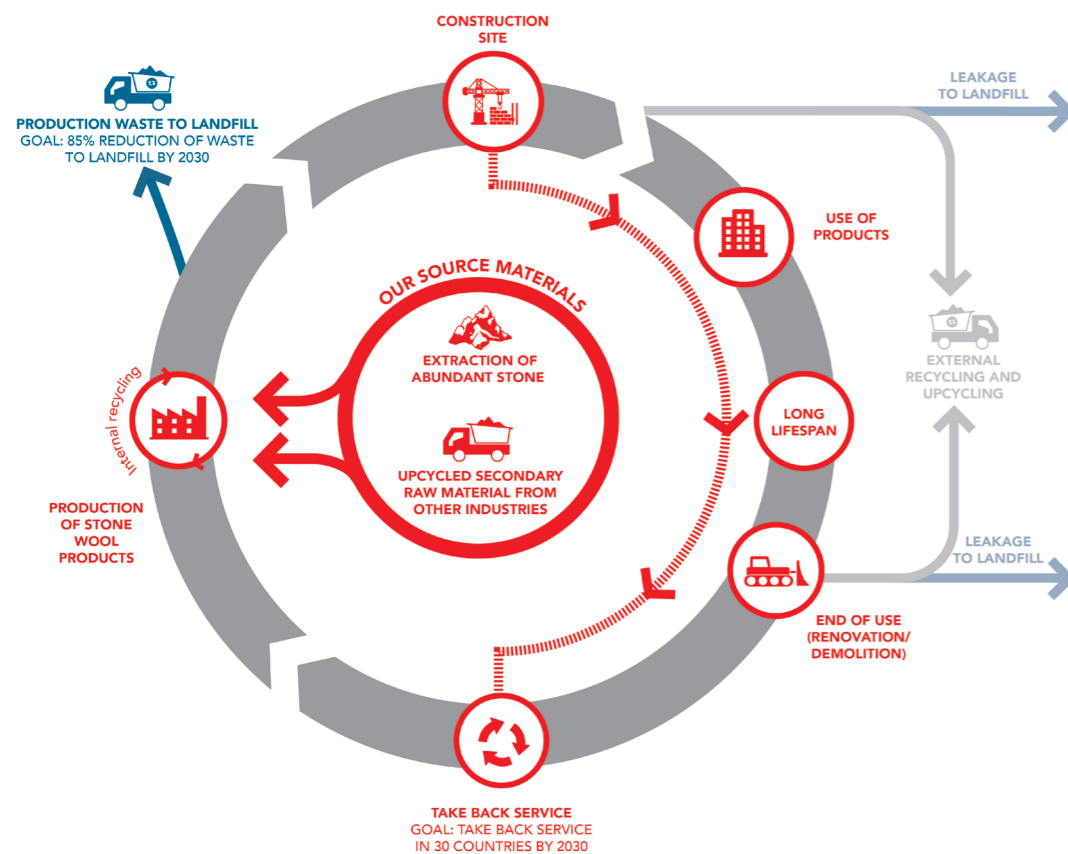 CONSTRUCTION
SITE
PRODUCTION WASTE TO LANDFILL
GOAL: 85% REDUCTION OF WASTE
TO LANDFILL BY 2030
LEAKAGE
TO LANDFILL
USE OF
PRODUCTS
OUR SOURCE MATERIALS
EXTRACTION OF
ABUNDANT STONE
UPCYCLED SECONDARY
RAW MATERIAL FROM
OTHER INDUSTRIES
EXTERNAL
RECYCLING AND
UPCYCLING
Internal recycling
LONG
LIFESPAN
PRODUCTION
OF STONE
WOOL
PRODUCTS
LEAKAGE
TO LANDFILL
END OF USE
(RENOVATION/
DEMOLITION)
TAKE BACK SERVICE
GOAL: TAKE BACK SERVICE
IN 30 COUNTRIES BY 2030